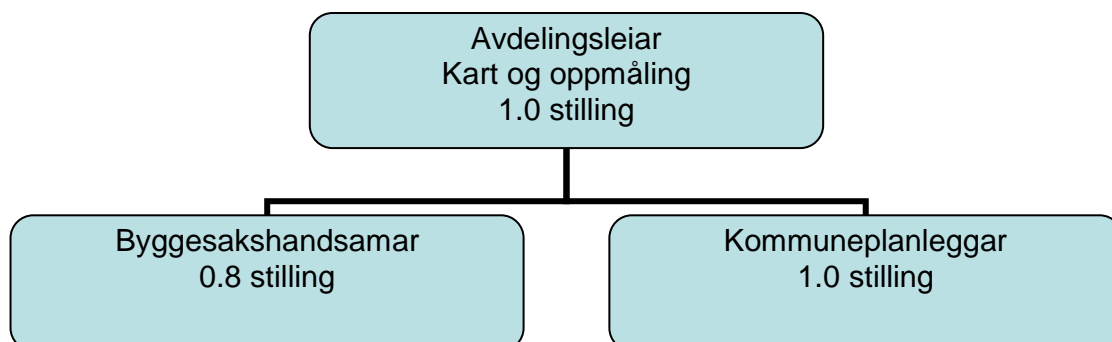 Avdelingsleiar
Kart og oppmåling
1.0 stilling
Byggesakshandsamar
0.8 stilling
Kommuneplanleggar
1.0 stilling